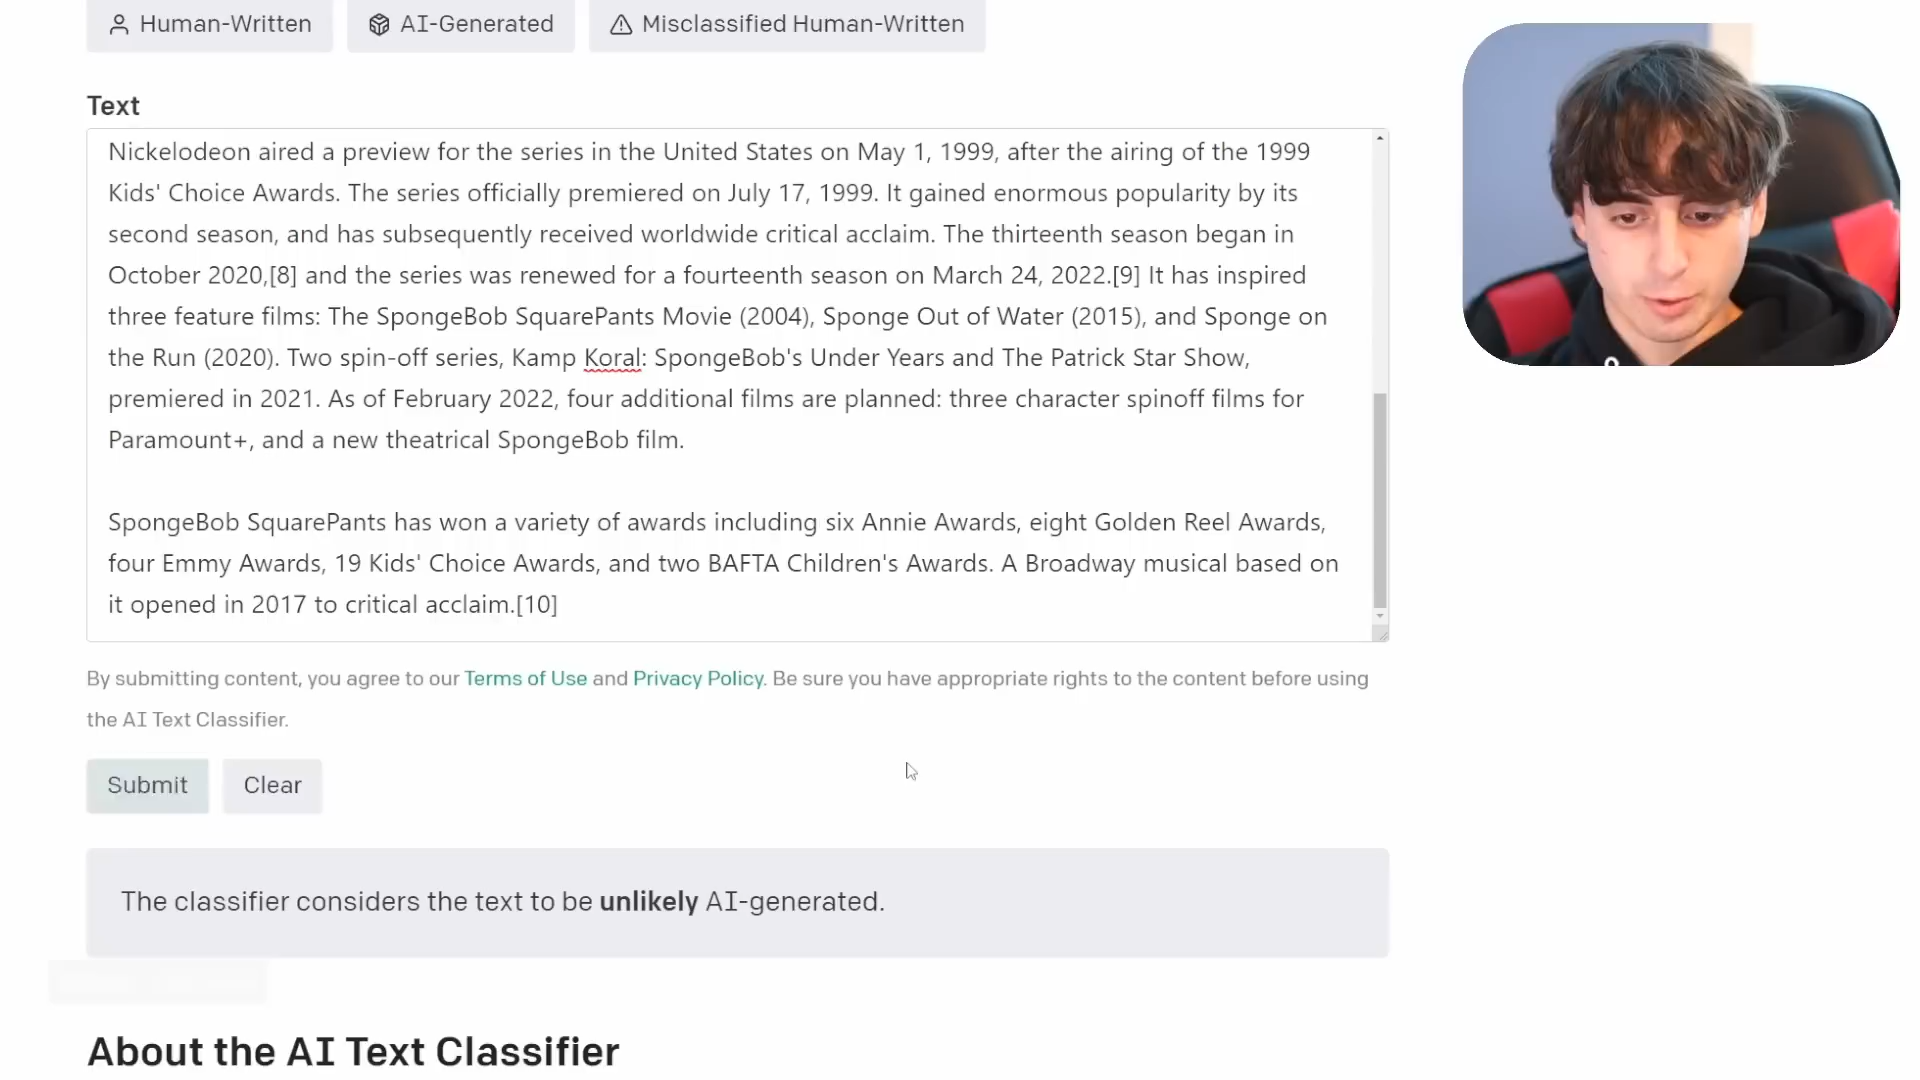 Human-Written AI-Generated Misclassified Human-Written
Text
Nickelodeon aired a preview for the series in the United States on May 1, 1999, after the airing of the 1999
Kids' Choice Awards. The series officially premiered on July 17, 1999. It gained enormous popularity by its
second season, and has subsequently received worldwide critical acclaim. The thirteenth season began in
October 2020,[8] and the series was renewed for a fourteenth season on March 24, 2022.[9] It has inspired
three feature films: The SpongeBob SquarePants Movie (2004), Sponge Out of Water (2015), and Sponge on
the Run (2020). Two spin-off series, Kamp Koral: SpongeBob's Under Years and The Patrick Star Show,
premiered in 2021. As of February 2022, four additional films are planned: three character spinoff films for
Paramount+, and a new theatrical SpongeBob film.
SpongeBob SquarePants has won a variety of awards including six Annie Awards, eight Golden Reel Awards,
four Emmy Awards, 19 Kids' Choice Awards, and two BAFTA Children's Awards. A Broadway musical based on
it opened in 2017 to critical acclaim.[10]
By submitting content, you agree to our Terms of Use and Privacy Policy. Be sure you have appropriate rights to the content before using
the AI Text Classifier.
Submit Clear
The classifier considers the text to be unlikely AI-generated.
About the AI Text Classifier